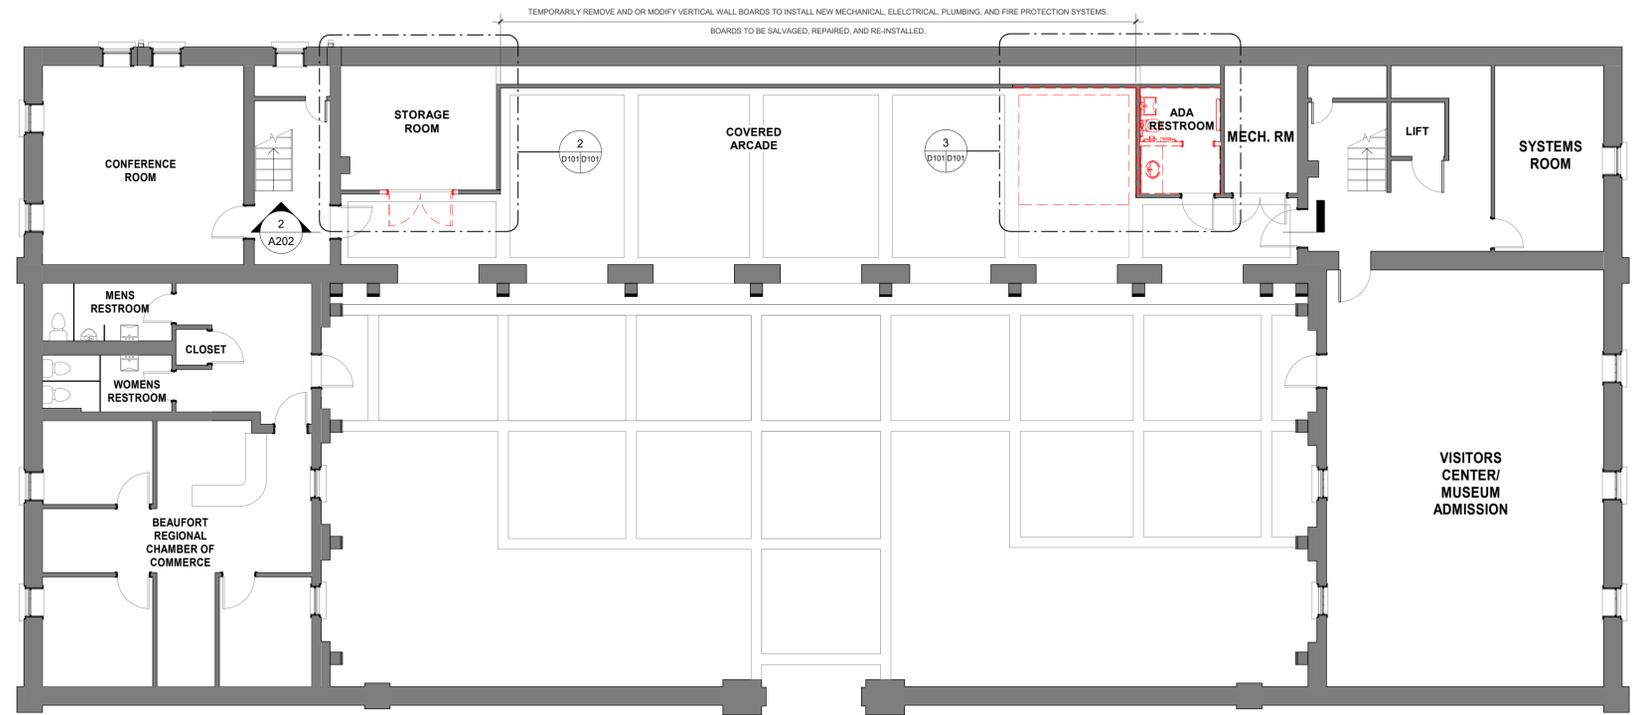 TEMPORARILY REMOVE AND OR MODIFY VERTICAL WALL BOARDS TO INSTALL NEW MECHANICAL, ELELCTRICAL, PLUMBING, AND FIRE PROTECTION SYSTEMS.
BOARDS TO BE SALVAGED, REPAIRED, AND RE-INSTALLED.
CONFERENCE
ROOM
STORAGE
ROOM
2
D101 D101
COVERED
ARCADE
3
D101 D101
ADA
RESTROOM
MECH. RM
LIFT
SYSTEMS
ROOM
2
A202
MENS
RESTROOM
CLOSET
WOMENS
RESTROOM
BEAUFORT
REGIONAL
CHAMBER OF
COMMERCE
VISITORS
CENTER/
MUSEUM
ADMISSION